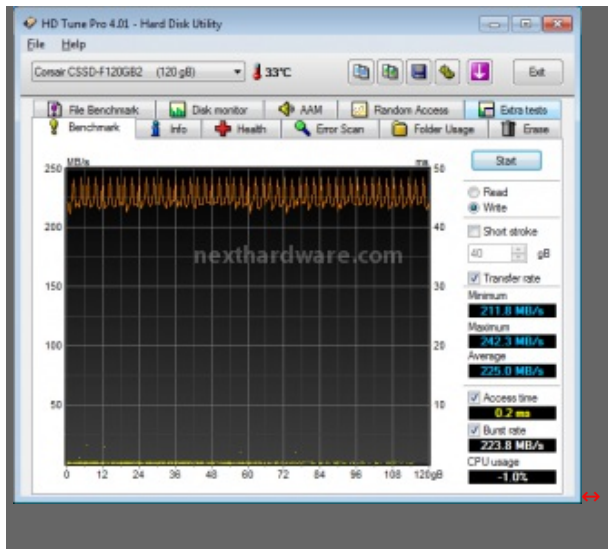 HD Tune Pro 4.01 - Hard Disk Utility
File Help
Corsair CSSD-F120GB2 (120 gB)
33°C
Exit
File Benchmark Disk monitor AAM Random Access Extra tests
Benchmark Info Health Error Scan Folder Usage Erase
MB/s ms
Start
250 50
Read
Write
200 40
Short stroke
40 gB
nexthardware.com
Transfer rate
150 30
Minimum
211.8 MB/s
Maximum
242.3 MB/s
100 20
Average
225.0 MB/s
Access time
50 10
0.2 ms
Burst rate
223.8 MB/s
CPU usage
-1.0%
0 12 24 36 48 60 72 84 96 108 120gB